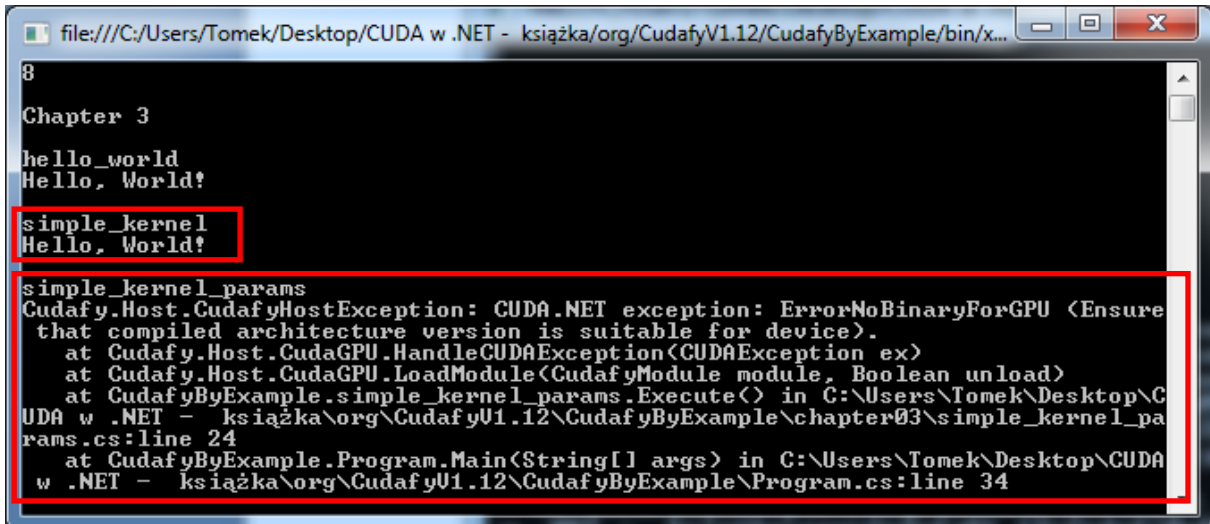 file:///C:/Users/Tomek/Desktop/CUDA w .NET -  książka/org/CudafyV1.12/CudafyByExample/bin/x...
8
Chapter 3
hello_world
Hello, World!
simple_kernel
Hello, World!
simple_kernel_params
Cudafy.Host.CudafyHostException: CUDA.NET exception: ErrorNoBinaryForGPU (Ensure
 that compiled architecture version is suitable for device).
   at Cudafy.Host.CudaGPU.HandleCUDAException(CUDAException ex)
   at Cudafy.Host.CudaGPU.LoadModule(CudafyModule module, Boolean unload)
   at CudafyByExample.simple_kernel_params.Execute() in C:\Users\Tomek\Desktop\C
UDA w .NET -  książka\org\CudafyV1.12\CudafyByExample\chapter03\simple_kernel_pa
rams.cs:line 24
   at CudafyByExample.Program.Main(String[] args) in C:\Users\Tomek\Desktop\CUDA
 w .NET -  książka\org\CudafyV1.12\CudafyByExample\Program.cs:line 34